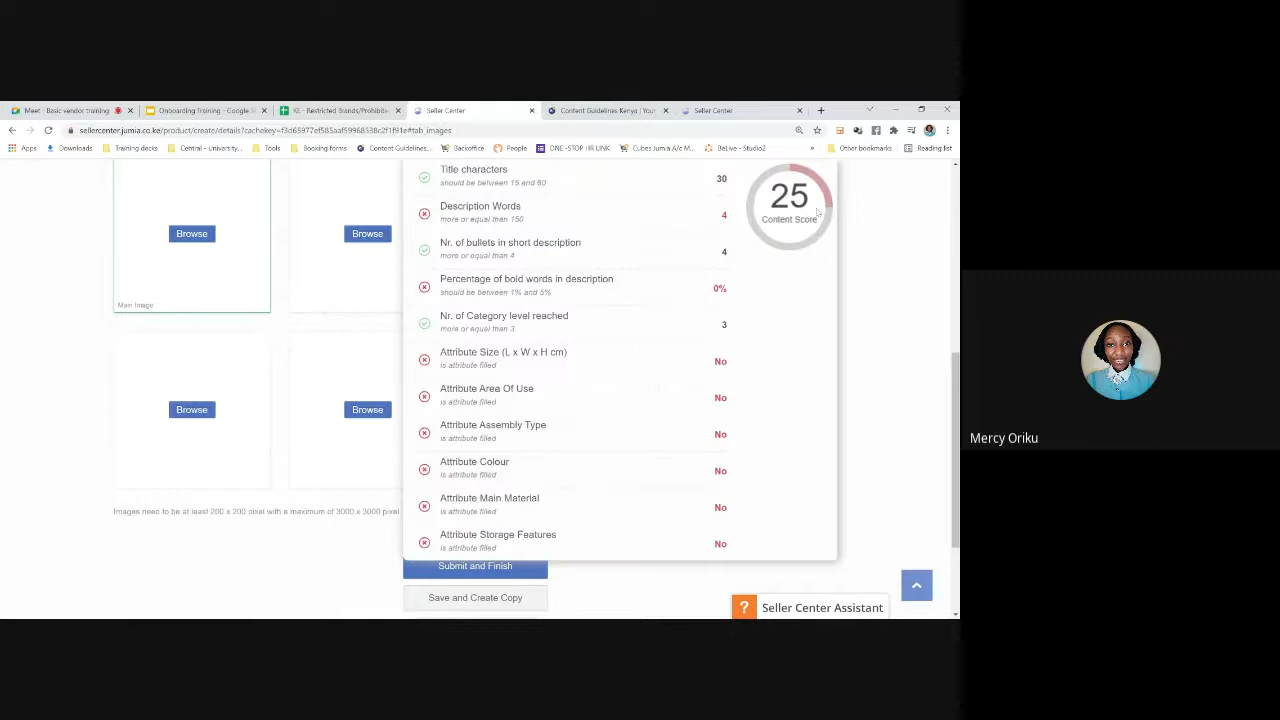 Meet - Basic vendor training
Onboarding Training - Google S
KE - Restricted Brands/Prohibite
Seller Center
Content Guidelines Kenya | Your
Seller Center
sellercenter.jumia.co.ke/product/create/details?cachekey=f3d65977ef585aaf5996838c2f1f91e#tab_images
Apps
Downloads
Training decks
Central - University...
Tools
Booking forms
Content Guidelines...
Backoffice
People
ONE -STOP HR LINK
Cubes Jumia A/c M...
BeLive - Studio2
»
Other bookmarks
Reading list
Title characters
should be between 15 and 60
30
Description Words
more or equal than 150
4
Nr. of bullets in short description
more or equal than 4
4
Percentage of bold words in description
should be between 1% and 5%
0%
Nr. of Category level reached
more or equal than 3
3
Attribute Size (L x W x H cm)
is attribute filled
No
Attribute Area Of Use
is attribute filled
No
Attribute Assembly Type
is attribute filled
No
Attribute Colour
is attribute filled
No
Attribute Main Material
is attribute filled
No
Attribute Storage Features
is attribute filled
No
25
Content Score
Browse
Browse
Main Image
Browse
Browse
Images need to be at least 200 x 200 pixel with a maximum of 3000 x 3000 pixel
Submit and Finish
Save and Create Copy
? Seller Center Assistant
Mercy Oriku